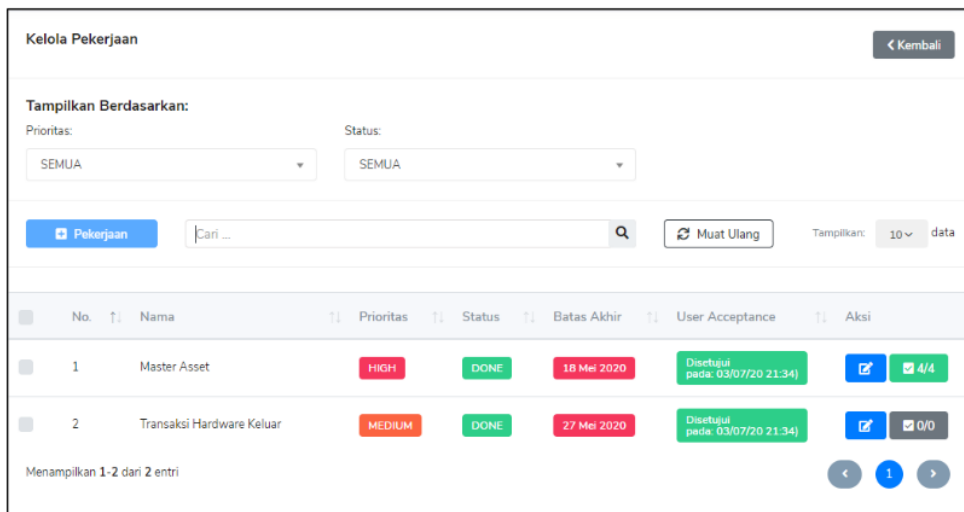 Kelola Pekerjaan
Kembali
Tampilkan Berdasarkan:
Prioritas: Status:
SEMUA SEMUA
Pekerjaan Cari ... Muat Ulang Tampilkan: 10 data
No. Nama Prioritas Status Batas Akhir User Acceptance Aksi
1 Master Asset HIGH DONE 18 Mei 2020 Disetujui
pada: 03/07/20 21:34) 4/4
2 Transaksi Hardware Keluar MEDIUM DONE 27 Mei 2020 Disetujui
pada: 03/07/20 21:34) 0/0
Menampilkan 1-2 dari 2 entri 1